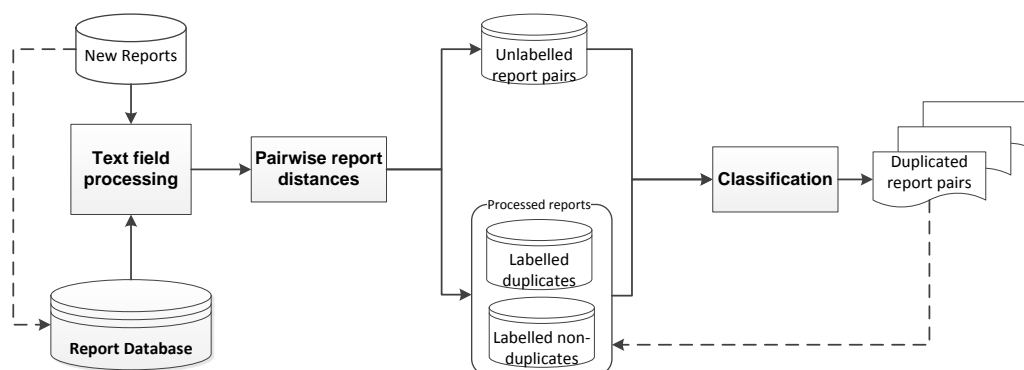 New Reports
Text field
processing
Report Database
Pairwise report
distances
Unlabelled
report pairs
Processed reports
Labelled
duplicates
Labelled non-
duplicates
Classification
Duplicated
report pairs